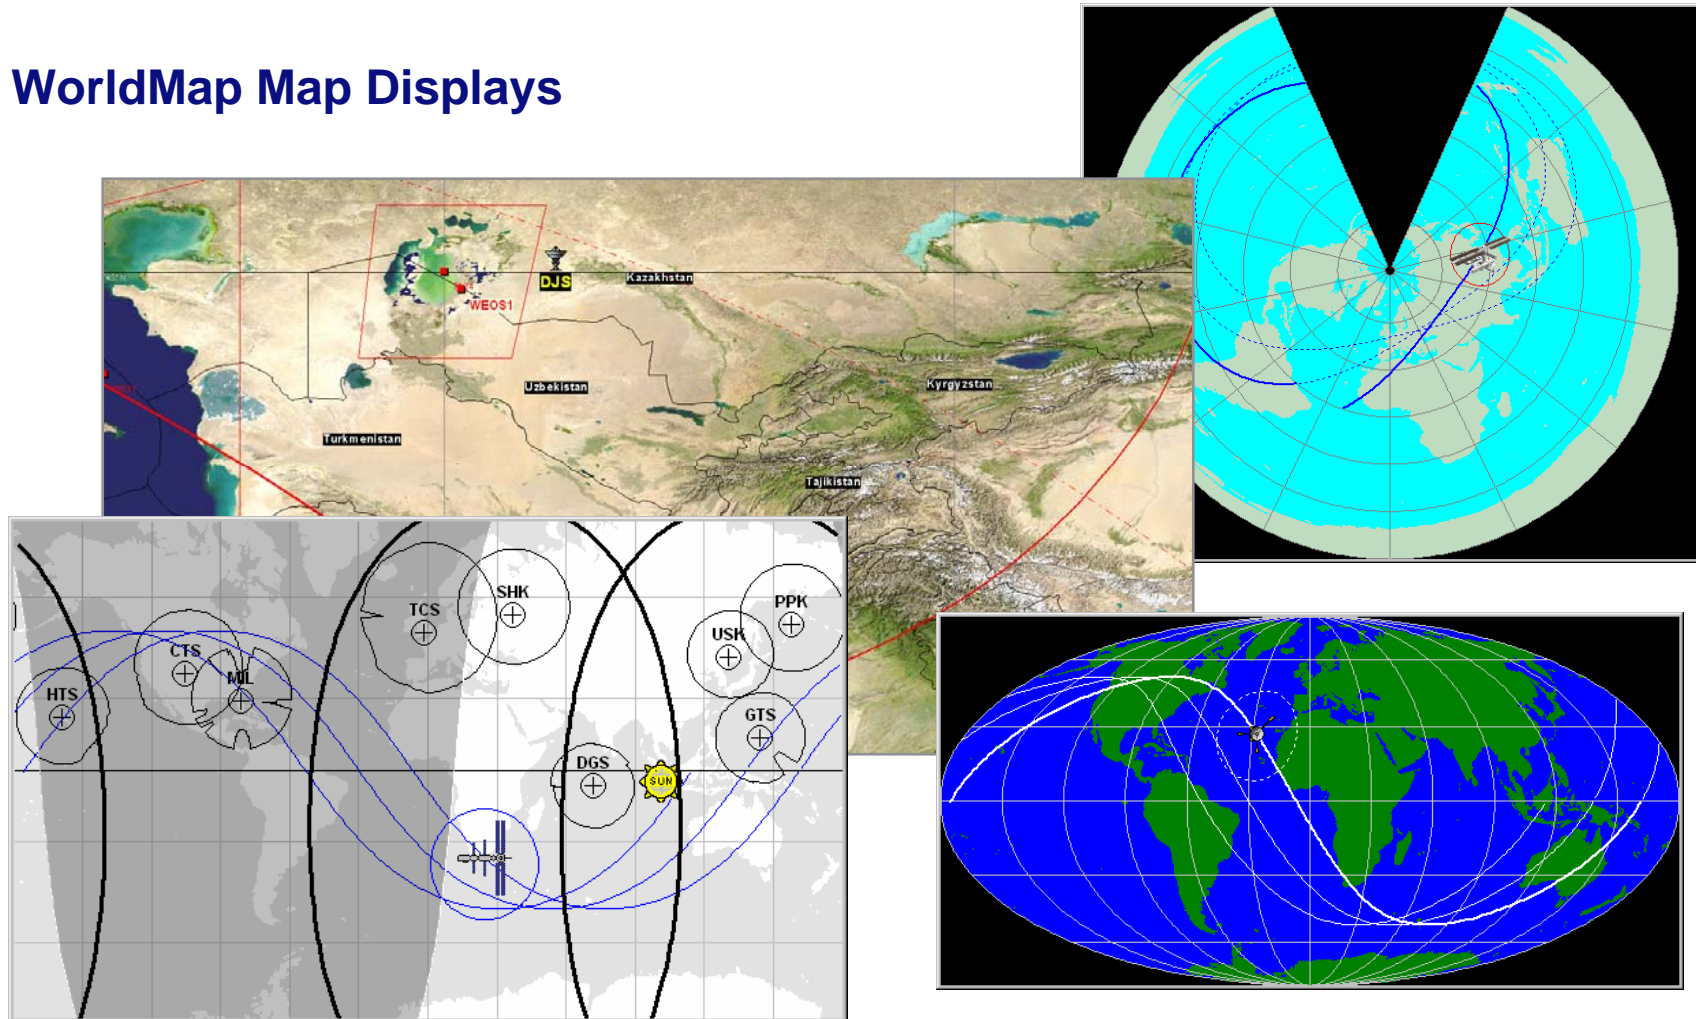 WorldMap Map Displays
DJS
Kazakhstan
WEOS1
Uzbekistan
Kyrgyzstan
Turkmenistan
Tajikistan
SHK
TCS
PPK
USK
CTS
MIL
HTS
GTS
DGS
SUN